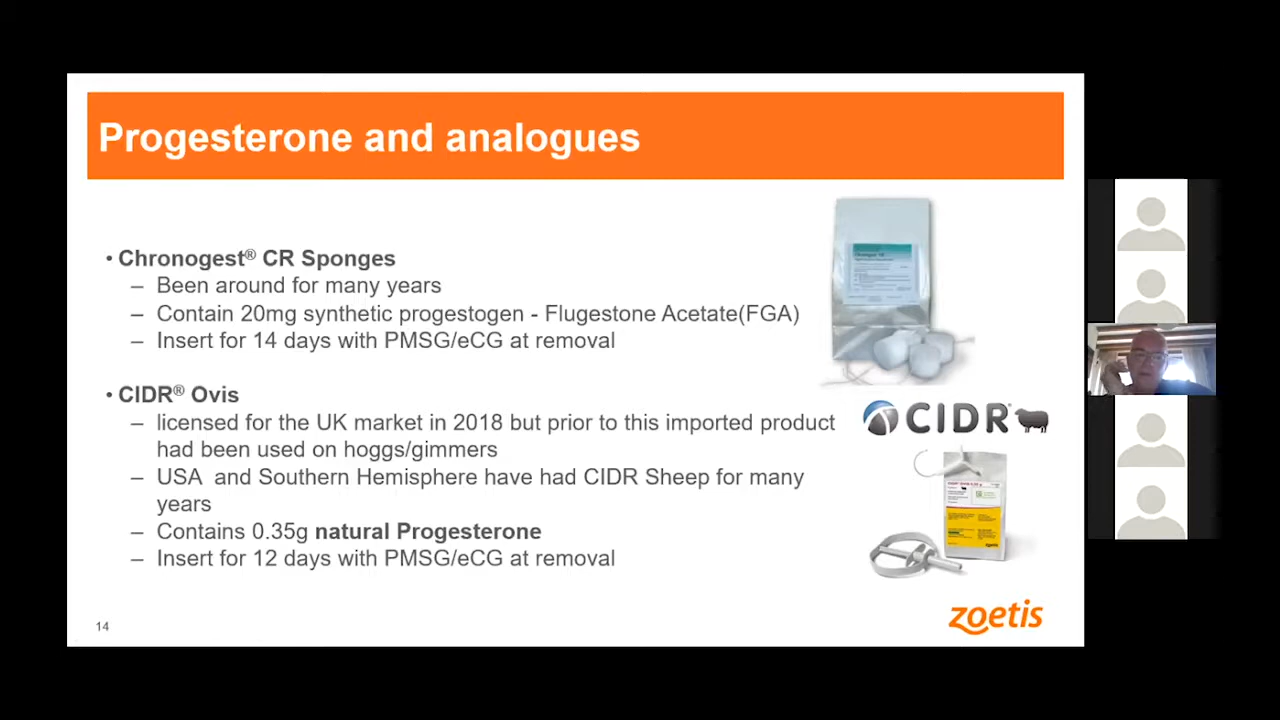 Progesterone and analogues
• Chronogest® CR Sponges
– Been around for many years
– Contain 20mg synthetic progestogen - Flugestone Acetate(FGA)
– Insert for 14 days with PMSG/eCG at removal
• CIDR® Ovis
– licensed for the UK market in 2018 but prior to this imported product
had been used on hoggs/gimmers
– USA  and Southern Hemisphere have had CIDR Sheep for many
years
– Contains 0.35g natural Progesterone
– Insert for 12 days with PMSG/eCG at removal
CIDR®
zoetis
14